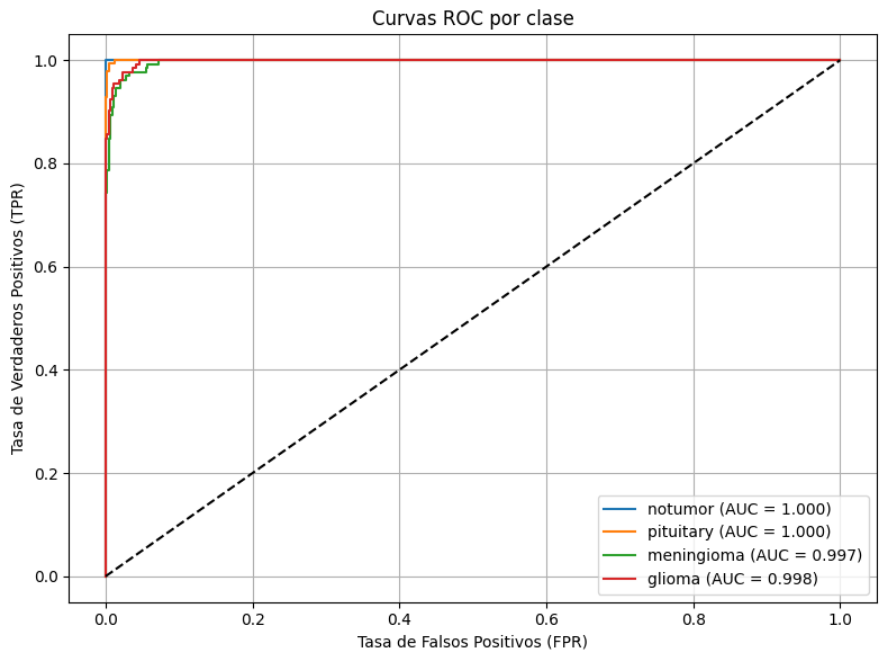 Curvas ROC por clase
Tasa de Verdaderos Positivos (TPR)
1.0
0.8
0.6
0.4
0.2
0.0
0.0
0.2
0.4
0.6
0.8
1.0
Tasa de Falsos Positivos (FPR)
notumor (AUC = 1.000)
pituitary (AUC = 1.000)
meningioma (AUC = 0.997)
glioma (AUC = 0.998)